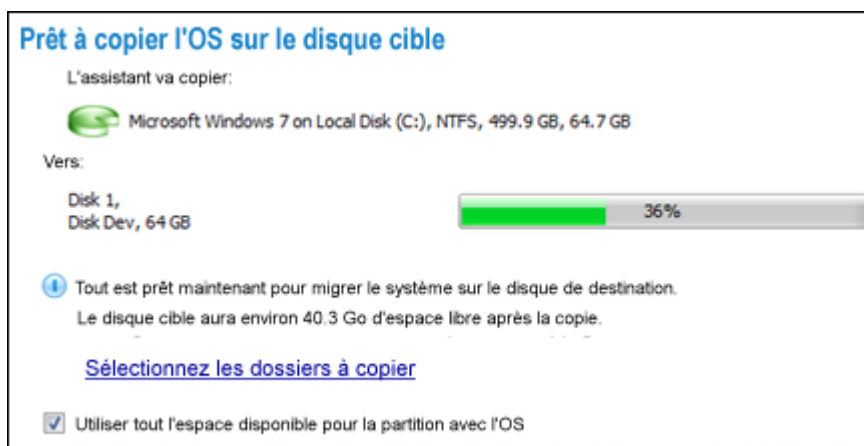 Prêt à copier l'OS sur le disque cible
L'assistant va copier:
Microsoft Windows 7 on Local Disk (C:), NTFS, 499.9 GB, 64.7 GB
Vers:
Disk 1,
Disk Dev, 64 GB
36%
Tout est prêt maintenant pour migrer le système sur le disque de destination.
Le disque cible aura environ 40.3 Go d'espace libre après la copie.
Sélectionnez les dossiers à copier
Utiliser tout l'espace disponible pour la partition avec l'OS